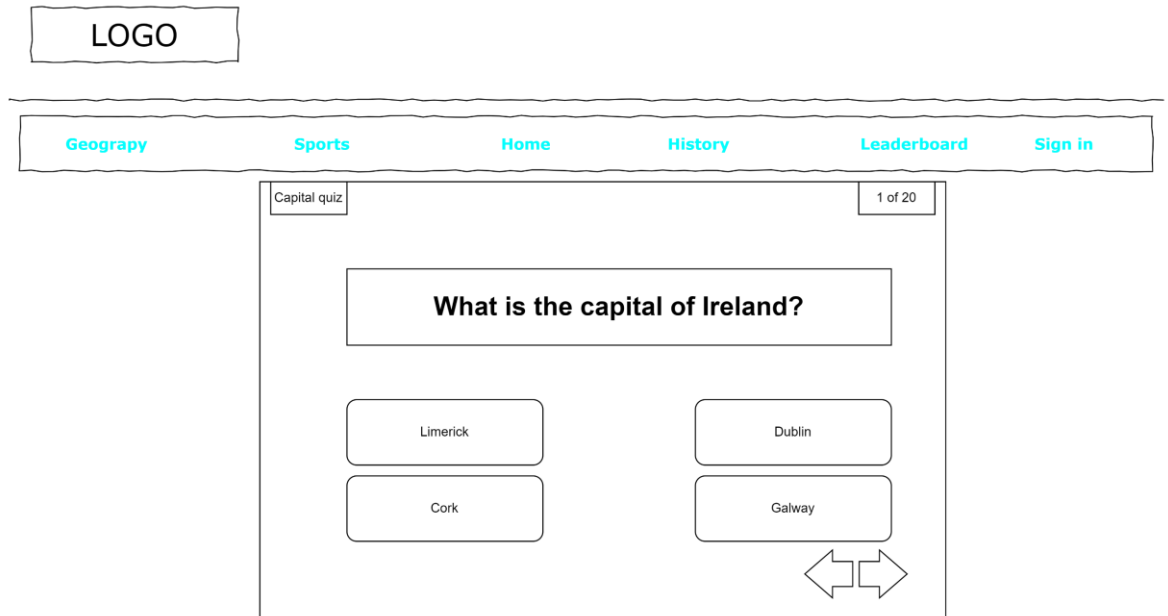 LOGO
Geograpy Sports Home History Leaderboard Sign in
Capital quiz 1 of 20
What is the capital of Ireland?
Limerick Dublin
Cork Galway